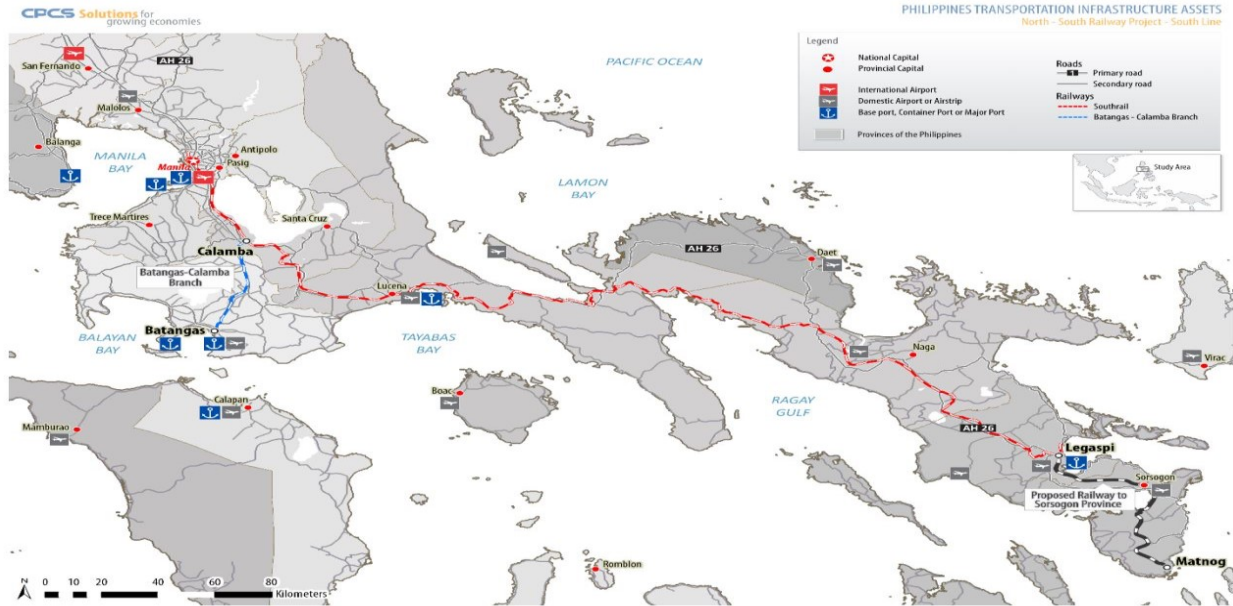 CPCS Solutions for
growing economies
PHILIPPINES TRANSPORTATION INFRASTRUCTURE ASSETS
North - South Railway Project - South Line
Legend
National Capital
Provincial Capital
International Airport
Domestic Airport or Airstrip
Base port, Container Port or Major Port
Provinces of the Philippines
Roads
1 Primary road
Secondary road
Railways
Southrail
Batangas - Calamba Branch
Study Area
San Fernando
AH 26
PACIFIC OCEAN
Malolos
Balanga
MANILA
BAY
Antipolo
Manila
Pasig
LAMON
BAY
Trece Martires
Santa Cruz
Calamba
AH 26
Daet
Batangas-Calamba
Branch
Lucena
Batangas
BALAYAN
BAY
TAYABAS
BAY
Naga
Virac
Boac
RAGAY
GULF
Calapan
Mamburao
AH 26
Legaspi
Sorsogon
Proposed Railway to
Sorsogon Province
Matnog
Romblon
N
0 10 20 40 60 80
Kilometers